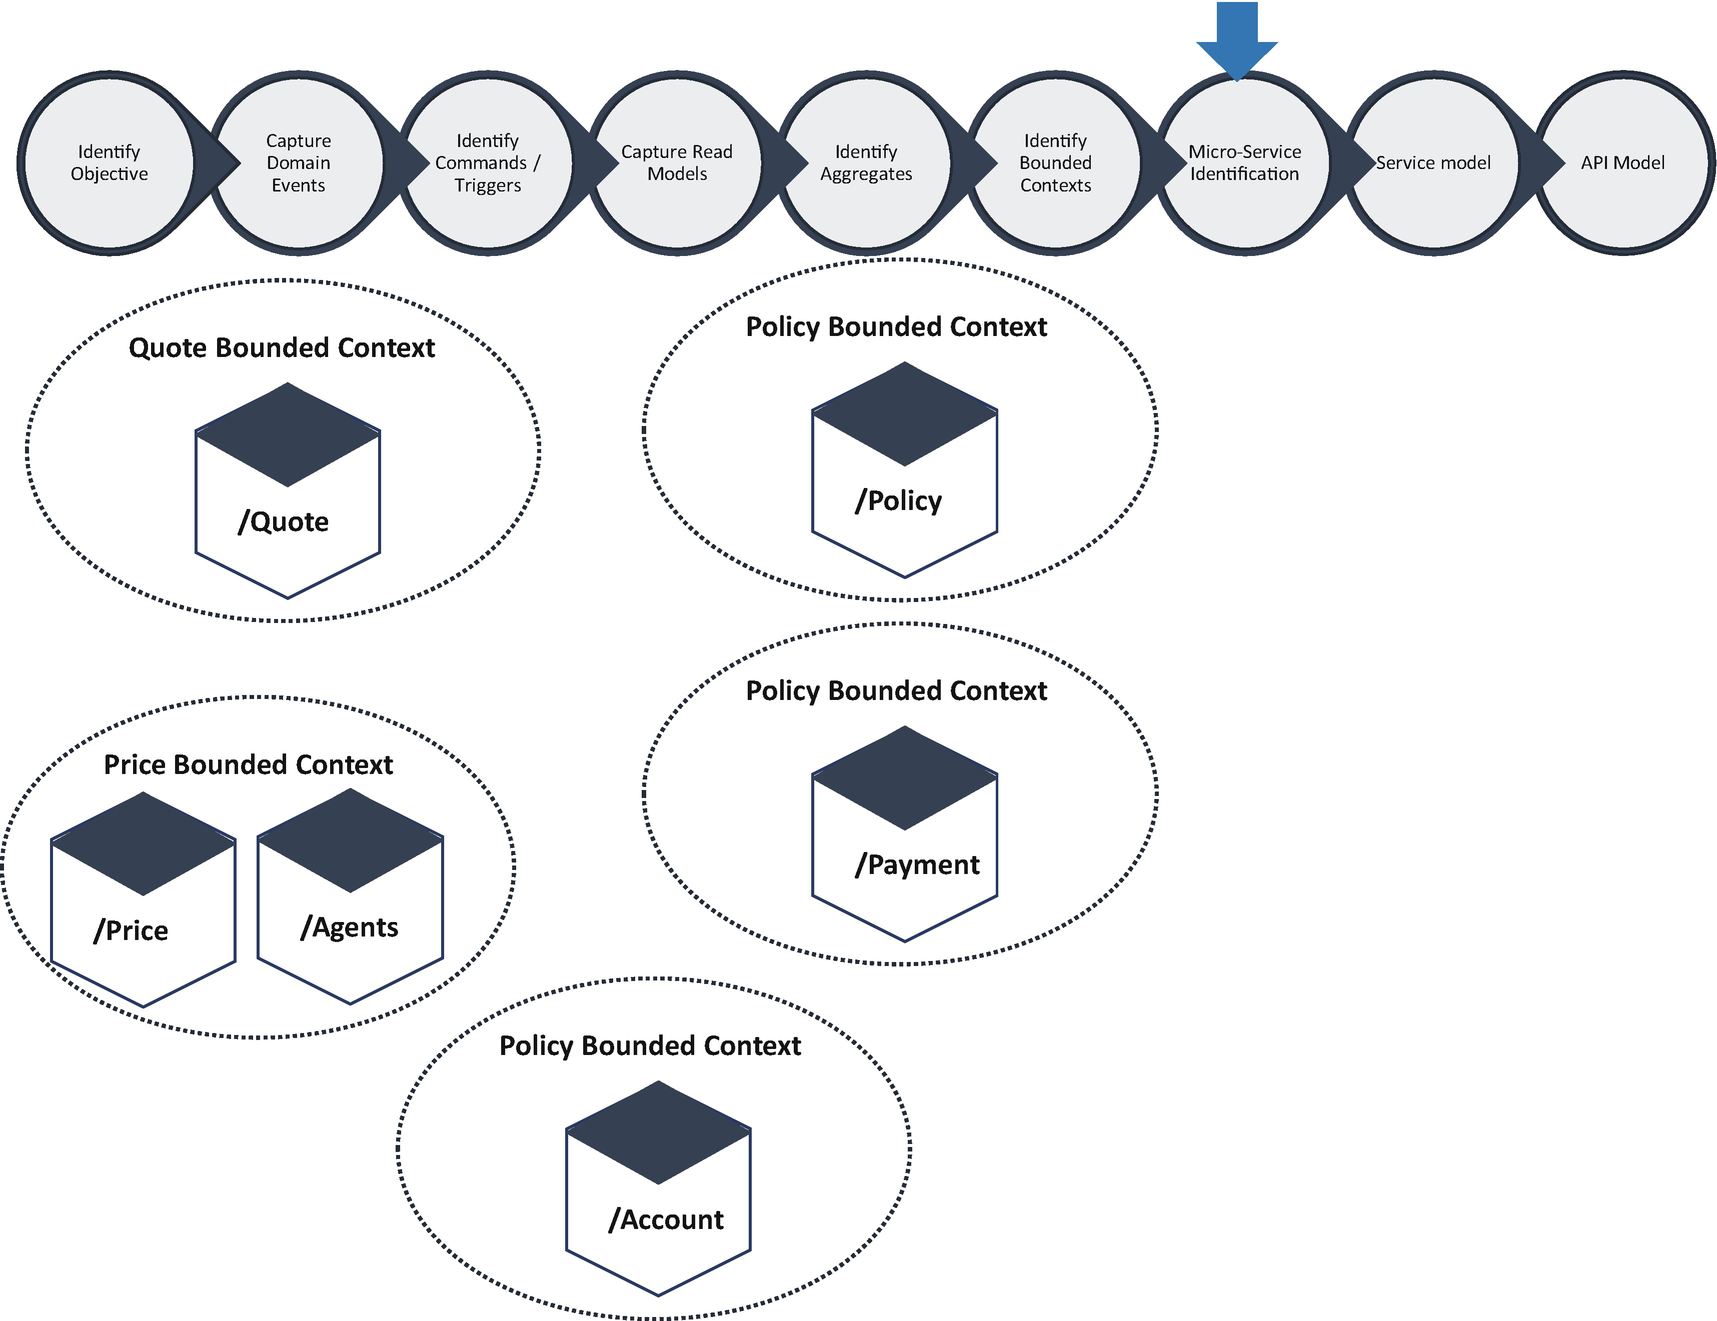 Identify
Objective
Capture
Domain
Events
Identify
Commands /
Triggers
Capture Read
Models
Identify
Aggregates
Identify
Bounded
Contexts
Micro-Service
Identification
Service model
API Model
Quote Bounded Context
/Quote
Policy Bounded Context
/Policy
Price Bounded Context
/Price
/Agents
Policy Bounded Context
/Payment
Policy Bounded Context
/Account